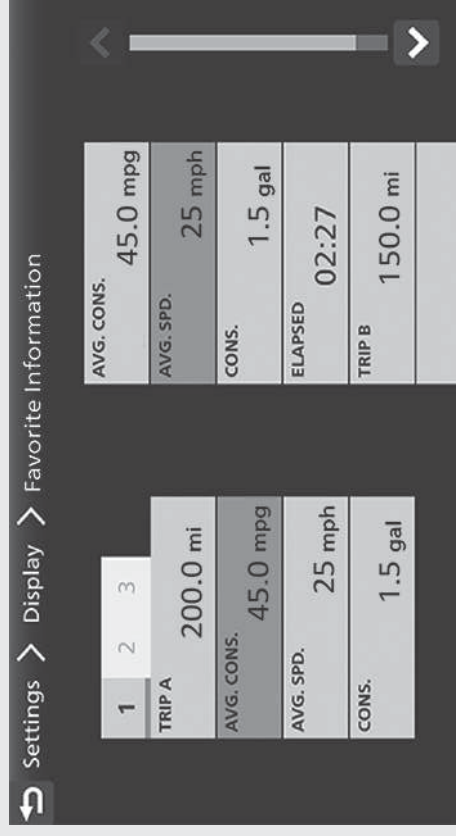 Settings > Display > Favorite Information
1 2 3
TRIP A
200.0 mi
AVG. CONS.
45.0 mpg
AVG. SPD.
25 mph
CONS.
1.5 gal
AVG. CONS.
45.0 mpg
AVG. SPD.
25 mph
CONS.
1.5 gal
ELAPSED
02:27
TRIP B
150.0 mi